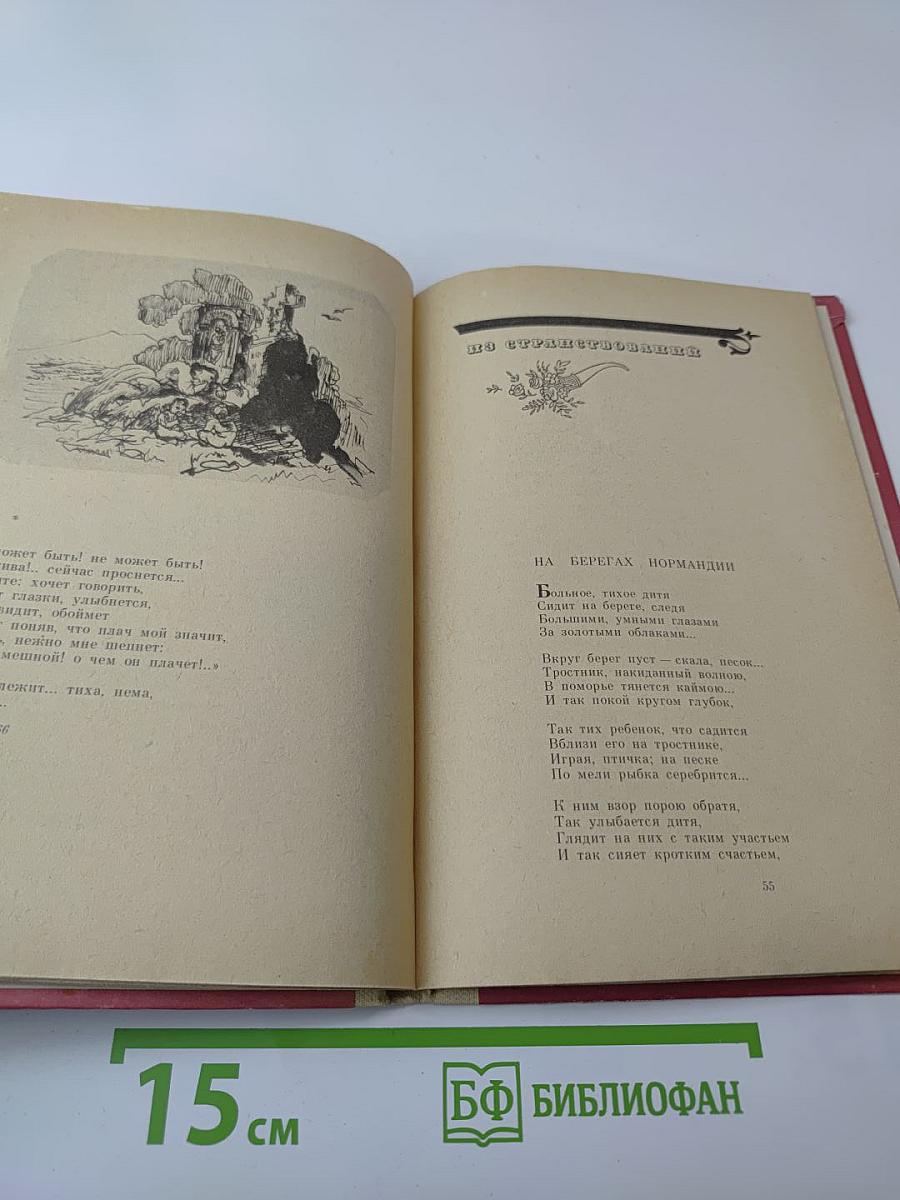 *
ожет быть! не может быть!
ива!.. сейчас проснется...
те: хочет говорить,
т глазки, улыбнется,
видит, обоймет
г поняв, что плач мой значит,
ь, нежно мне шепнет:
мешной! о чем он плачет!..»
лежит... тиха, нема,
..
66
ИЗ СТРАНСТВОВАНИЙ
НА БЕРЕГАХ НОРМАНДИИ
Больное, тихое дитя
Сидит на береге, следя
Большими, умными глазами
За золотыми облаками...
Вкруг берег пуст — скала, песок...
Тростник, накиданный волною,
В поморье тянется каймою...
И так покой кругом глубок,
Так тих ребенок, что садится
Вблизи его на тростнике,
Играя, птичка; на песке
По мели рыбка серебрится...
К ним взор порою обратя,
Так улыбается дитя,
Глядит на них с таким участьем
И так сияет кротким счастьем,
55
15 см
БФ БИБЛИОФАН